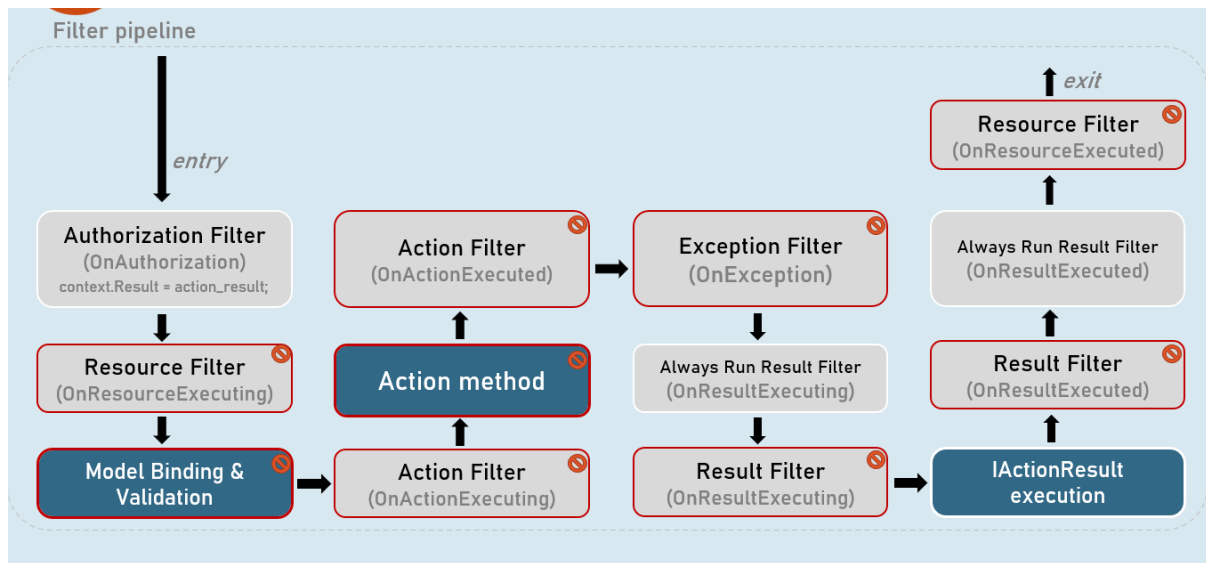 Filter pipeline
entry
Authorization Filter
(OnAuthorization)
context.Result = action_result;
Resource Filter
(OnResourceExecuting)
Model Binding &
Validation
Action Filter
(OnActionExecuting)
Action method
Action Filter
(OnActionExecuted)
Exception Filter
(OnException)
Always Run Result Filter
(OnResultExecuting)
Result Filter
(OnResultExecuting)
IActionResult
execution
Result Filter
(OnResultExecuted)
Always Run Result Filter
(OnResultExecuted)
Resource Filter
(OnResourceExecuted)
exit